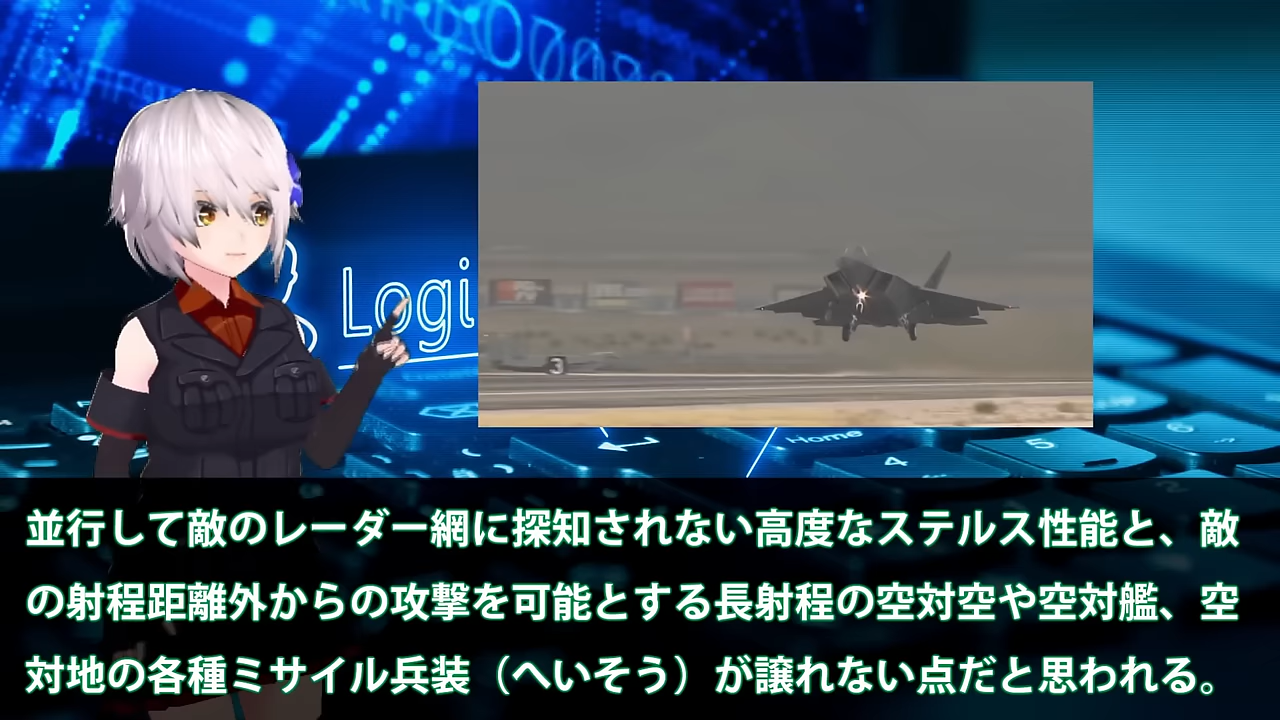 Logi
Home
5
6
4
並行して敵のレーダー網に探知されない高度なステルス性能と、敵
の射程距離外からの攻撃を可能とする長射程の空対空や空対艦、空
対地の各種ミサイル兵装（へいそう）が譲れない点だと思われる。